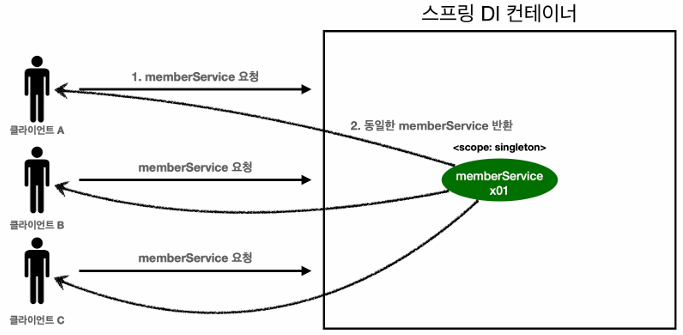 스프링 DI 컨테이너
1. memberService 요청
클라이언트 A
2. 동일한 memberService 반환
<scope: singleton>
memberService
x01
memberService 요청
클라이언트 B
memberService 요청
클라이언트 C